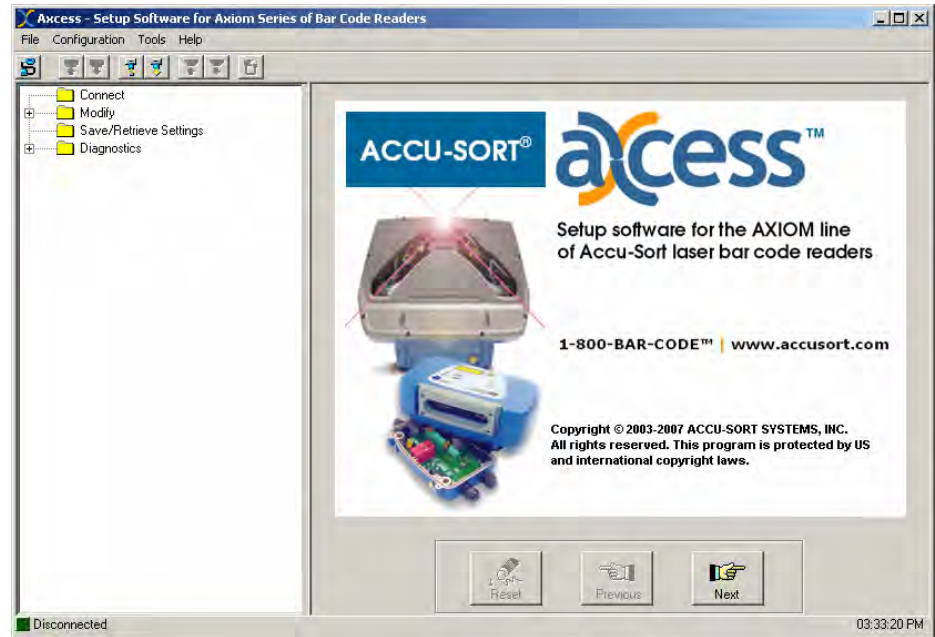 Axcess - Setup Software for Axiom Series of Bar Code Readers
File Configuration Tools Help
Connect
Modify
Save/Retrieve Settings
Diagnostics
ACCU-SORT®
axcess™
Setup software for the AXIOM line
of Accu-Sort laser bar code readers
1-800-BAR-CODE™ | www.accusort.com
Copyright © 2003-2007 ACCU-SORT SYSTEMS, INC.
All rights reserved. This program is protected by US
and international copyright laws.
Reset Previous Next
Disconnected 03:33:20 PM